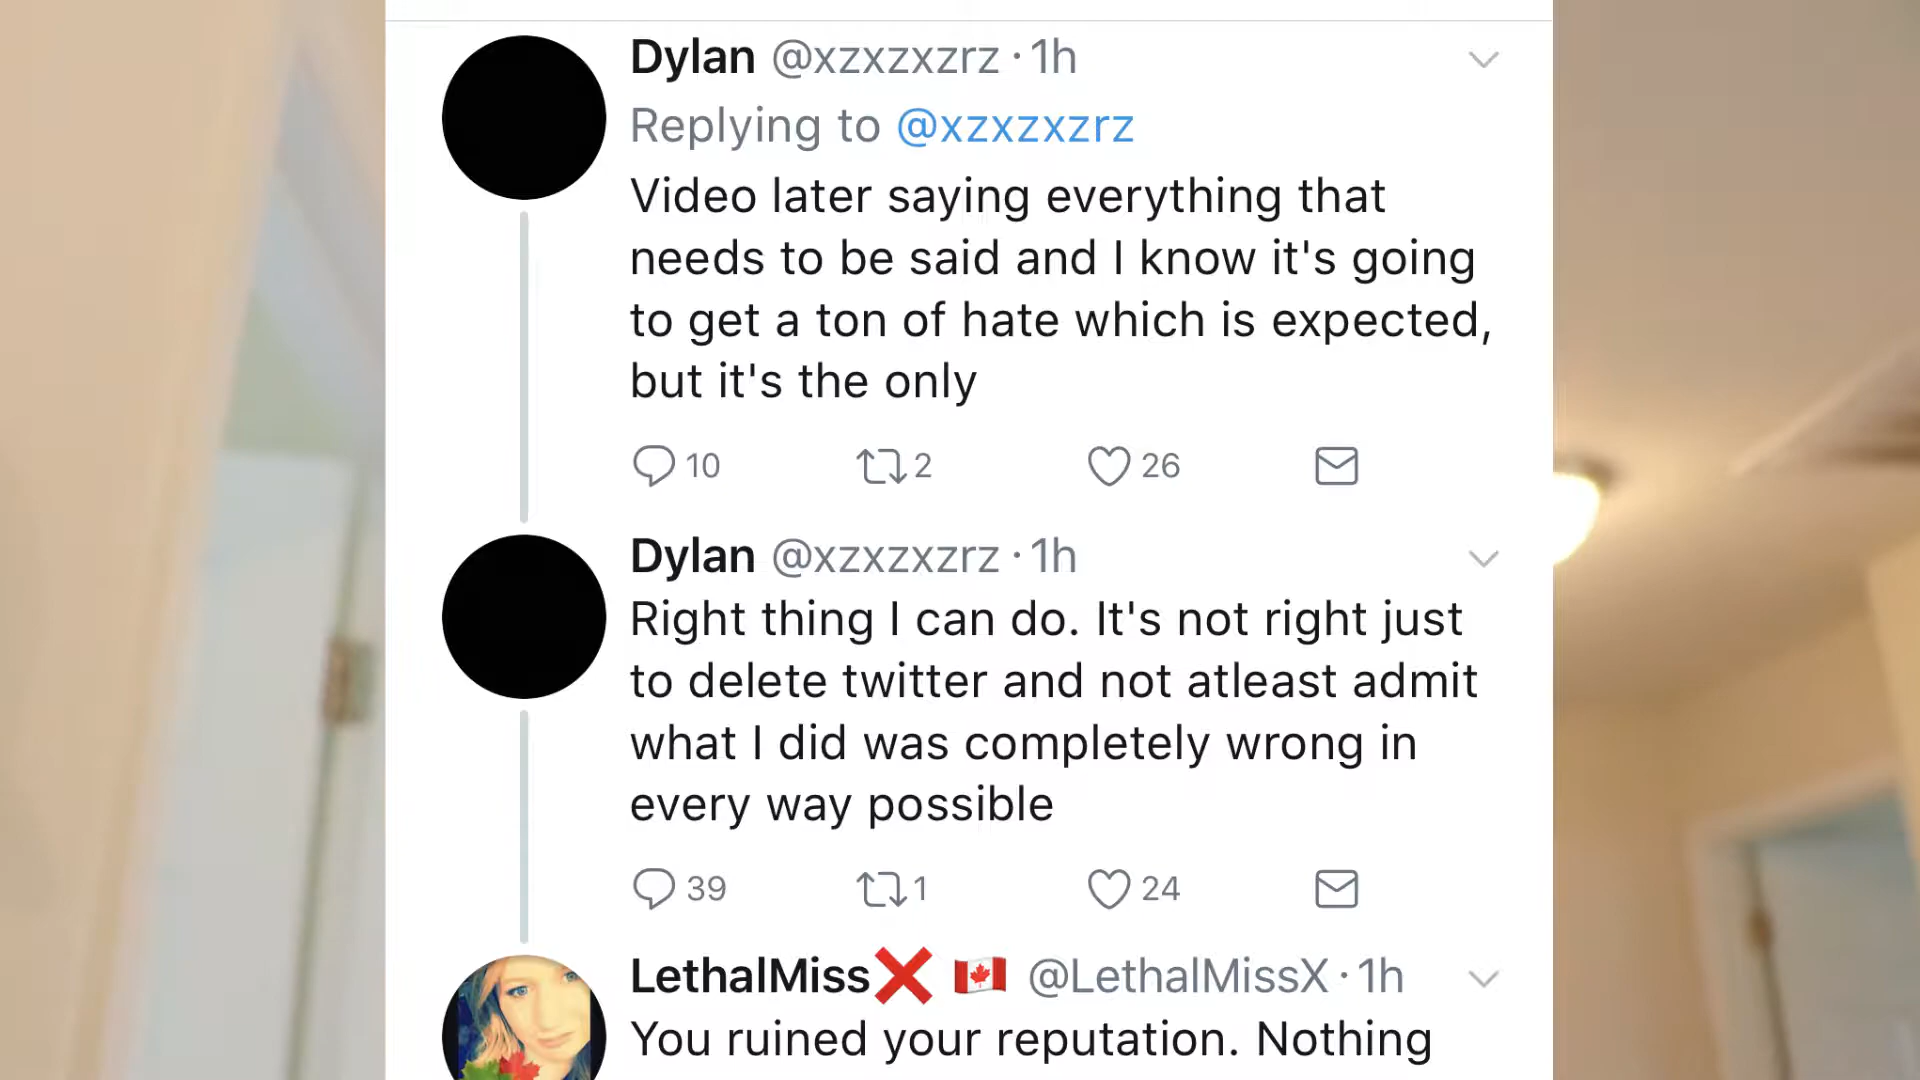 Dylan @xzxzxzrz · 1h
Replying to @xzxzxzrz
Video later saying everything that
needs to be said and I know it's going
to get a ton of hate which is expected,
but it's the only
10 2 26
Dylan @xzxzxzrz · 1h
Right thing I can do. It's not right just
to delete twitter and not atleast admit
what I did was completely wrong in
every way possible
39 1 24
LethalMiss❌ 🇨🇦 @LethalMissX · 1h
You ruined your reputation. Nothing